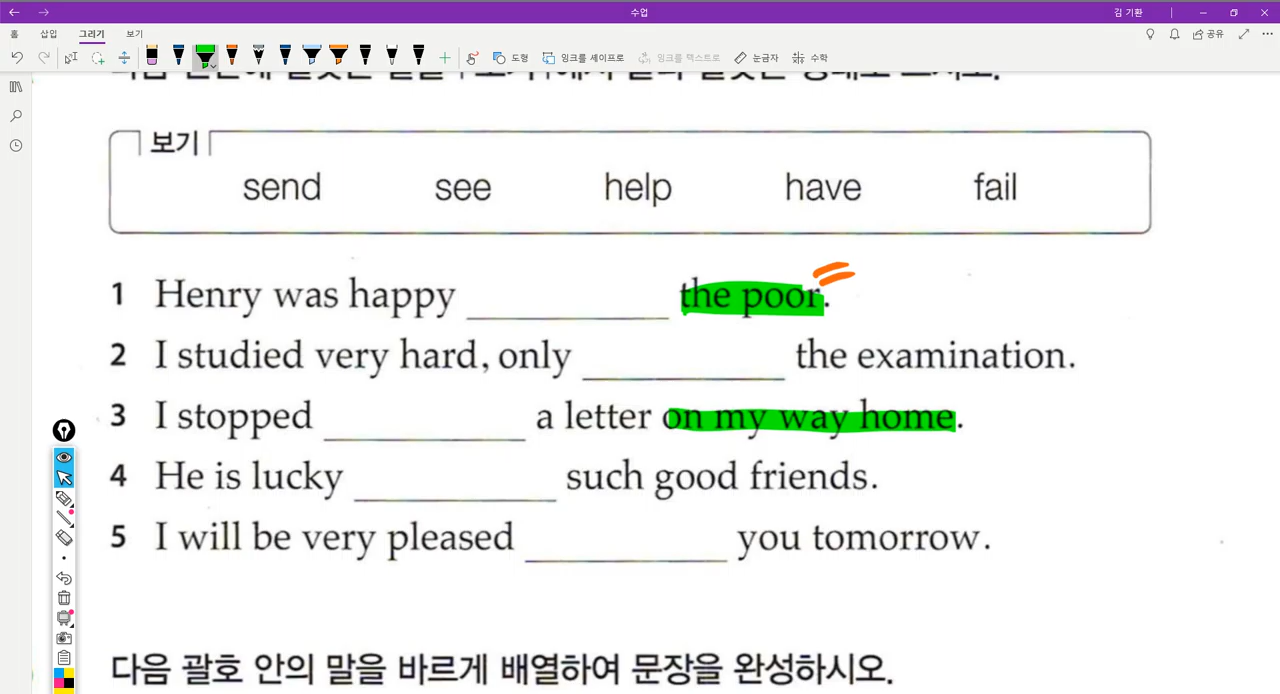 수업
김 기환
홈 삽입 그리기 보기
공유
도형 잉크를 셰이프로 잉크를 텍스트로 눈금자 수학
보기
send see help have fail
1 Henry was happy the poor.
2 I studied very hard, only the examination.
3 I stopped a letter on my way home.
4 He is lucky such good friends.
5 I will be very pleased you tomorrow.
다음 괄호 안의 말을 바르게 배열하여 문장을 완성하시오.